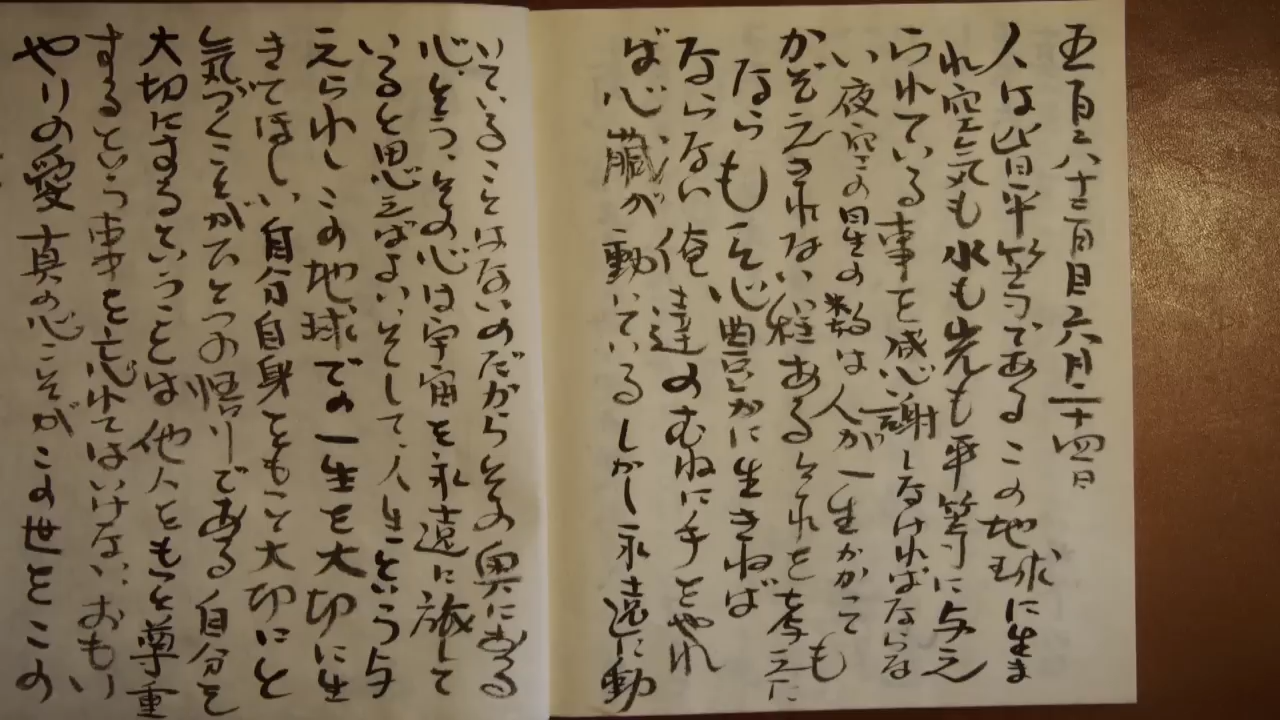 五百八十三百目六月二十四日
人は皆平等である この地球に生ま
れ空気も水も光も平等に与え
られている事を感謝しなければならな
い 夜空の星の数は人が一生かかっても
かぞえきれない程ある それを考えた
ならもっと心豊かに生きねば
ならない 俺達のむねに手をやれ
ば心臓が動いている しかし永遠に動
いていることはないのだから その奥にある
心をもつ、その心は宇宙を永遠に旅して
いると思えばよい そして、人生という与
えられしこの地球での一生を大切に生
きてほしい 自分自身をもっと大切にと
気づくことがひとつの悟りである 自分を
大切にするということは 他人をもっと尊重
するという事を忘れてはいけない、おもい
やりの愛 真の心こそが この世をこの